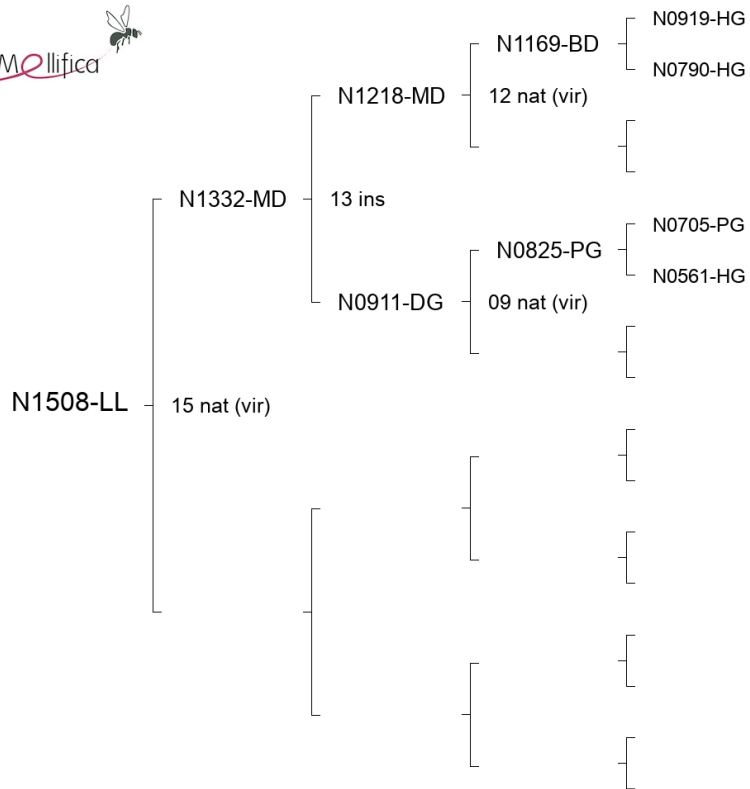 Mellifica
N0919-HG
N1169-BD
N0790-HG
N1218-MD
12 nat (vir)
N1332-MD
13 ins
N0705-PG
N0825-PG
N0561-HG
N0911-DG
09 nat (vir)
N1508-LL
15 nat (vir)